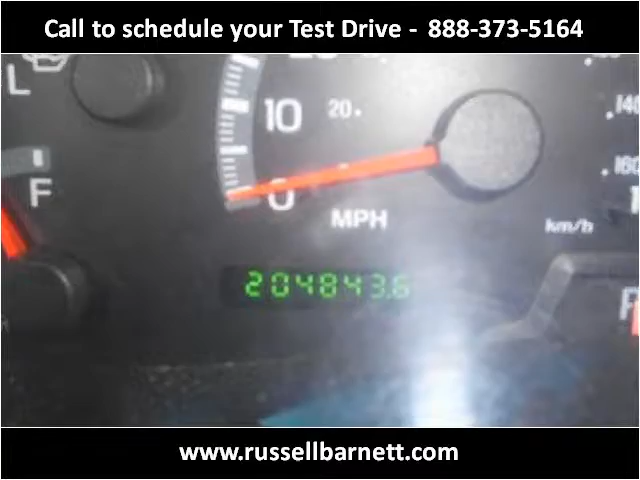 Call to schedule your Test Drive - 888-373-5164
L
10
20
140
F
160
0
MPH
km/h
204843.6
www.russellbarnett.com